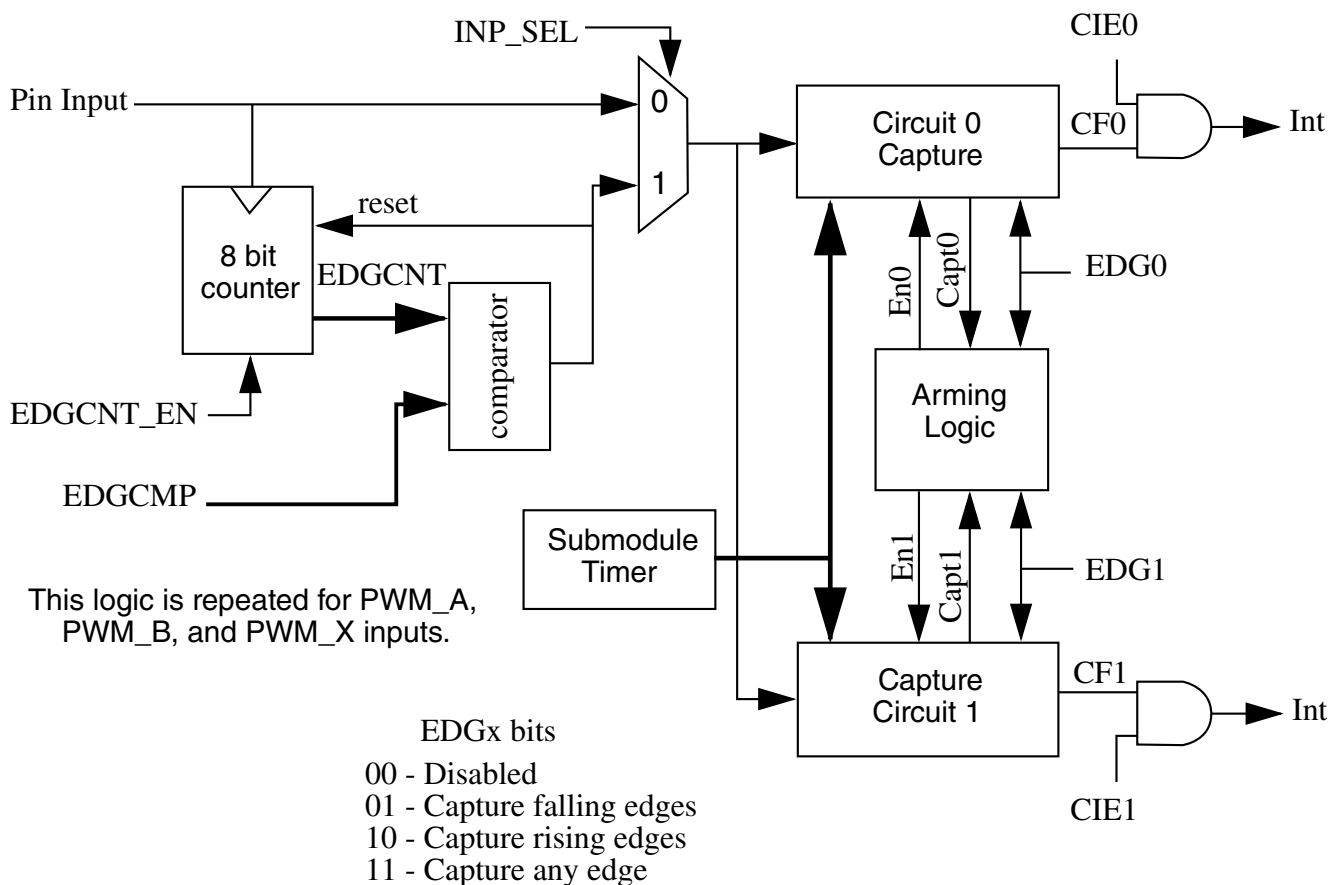 INP_SEL
CIE0
Pin Input
0
1
Circuit 0
Capture
CF0
Int
reset
8 bit
counter
EDGCNT
comparator
En0
Capt0
EDG0
EDGCNT_EN
EDGCMP
Arming
Logic
Submodule
Timer
En1
Capt1
EDG1
This logic is repeated for PWM_A,
PWM_B, and PWM_X inputs.
Capture
Circuit 1
CF1
Int
CIE1
EDGx bits
00 - Disabled
01 - Capture falling edges
10 - Capture rising edges
11 - Capture any edge